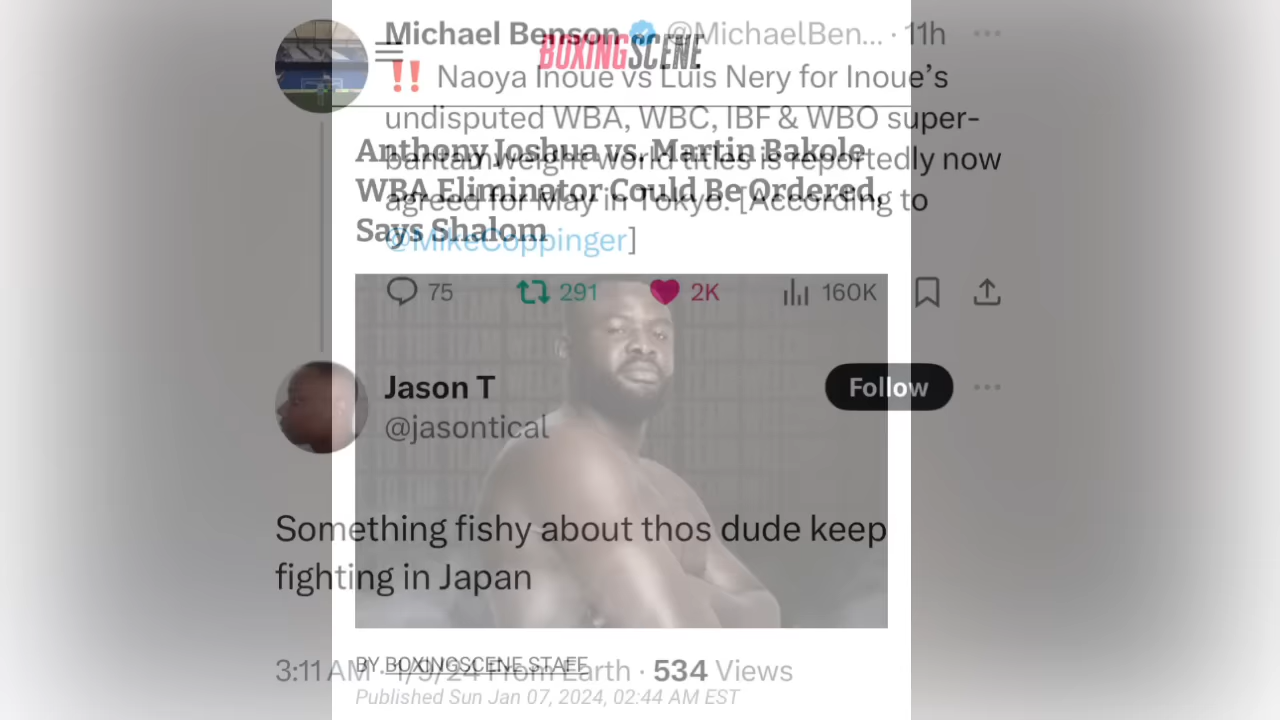 Michael Benson @MichaelBen... · 11h
BOXINGSCENE
‼️ Naoya Inoue vs Luis Nery for Inoue’s
undisputed WBA, WBC, IBF & WBO super-
bantamweight world titles is reportedly now
agreed for May in Tokyo. [According to
@MikeCoppinger]
Anthony Joshua vs. Martin Bakole
WBA Eliminator Could Be Ordered,
Says Shalom
75 291 2K 160K
Jason T
Follow
@jasontical
Something fishy about thos dude keep
fighting in Japan
3:11 AM · 1/9/24 From Earth · 534 Views
BY BOXINGSCENE STAFF
Published Sun Jan 07, 2024, 02:44 AM EST